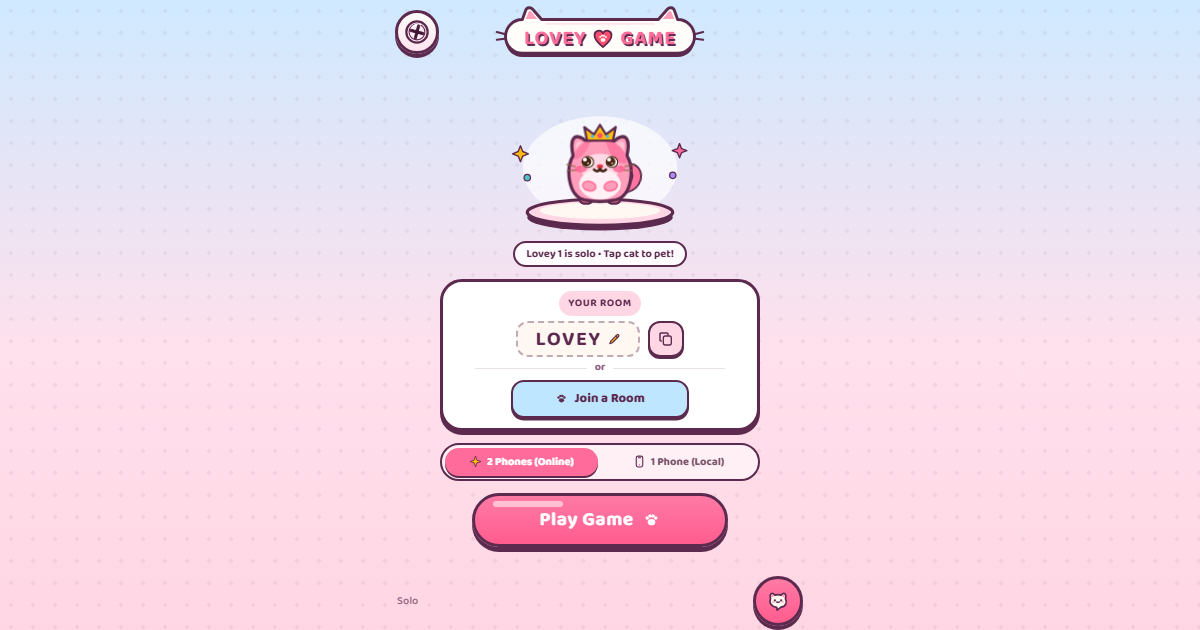 LOVEY GAME
Lovey 1 is solo • Tap cat to pet!
YOUR ROOM
LOVEY
or
Join a Room
2 Phones (Online)
1 Phone (Local)
Play Game
Solo